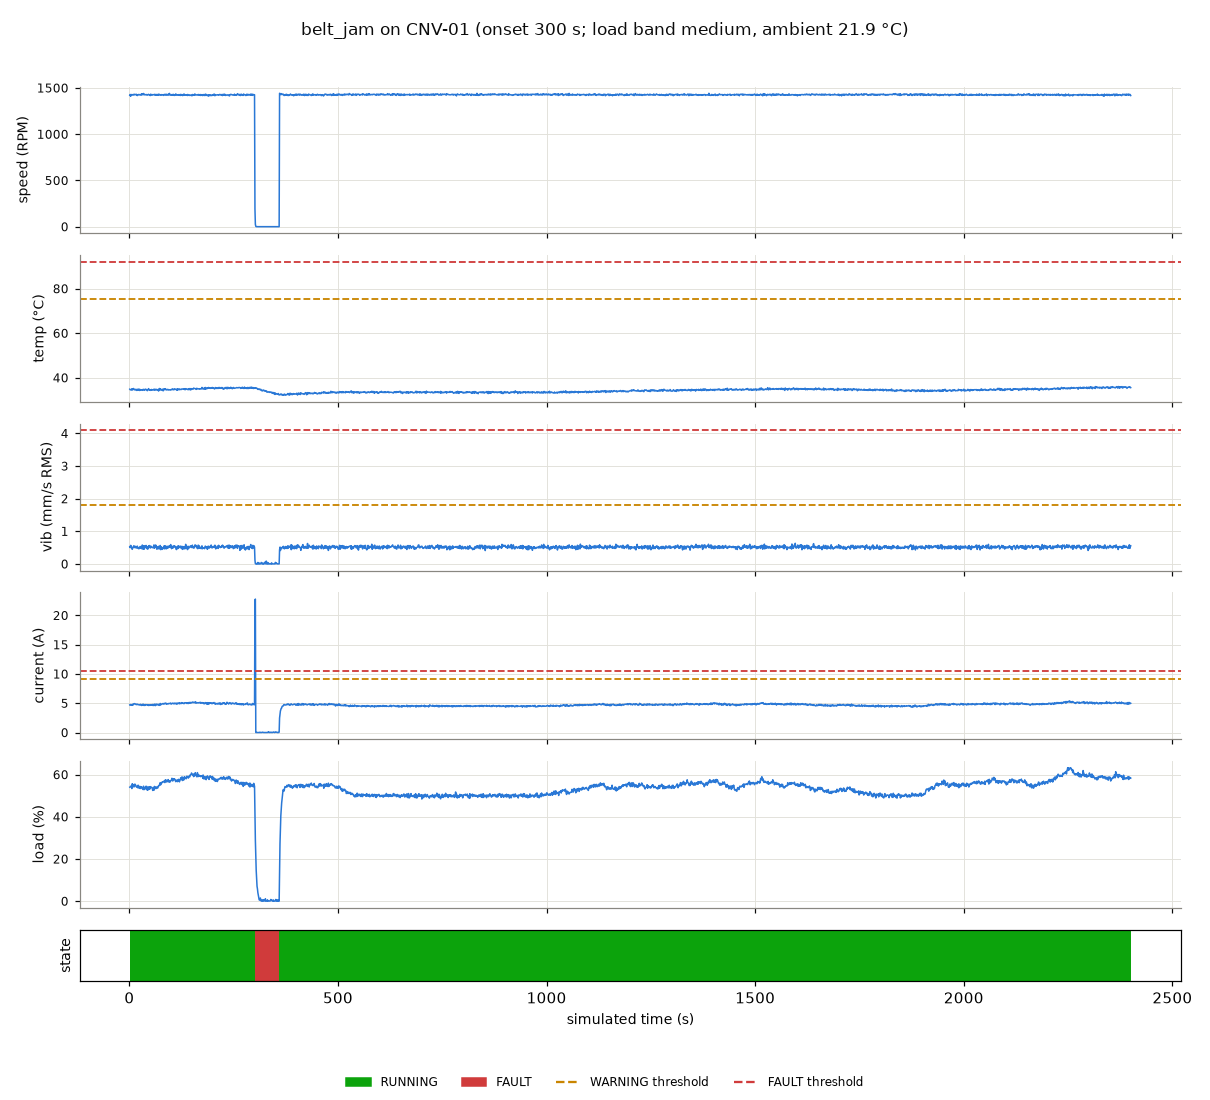 belt_jam on CNV-01 (onset 300 s; load band medium, ambient 21.9 °C)
1500
1000
500
0
speed (RPM)
80
60
40
temp (°C)
4
3
2
1
0
vib (mm/s RMS)
20
15
10
5
0
current (A)
60
40
20
0
load (%)
state
0 500 1000 1500 2000 2500
simulated time (s)
RUNNING FAULT WARNING threshold FAULT threshold